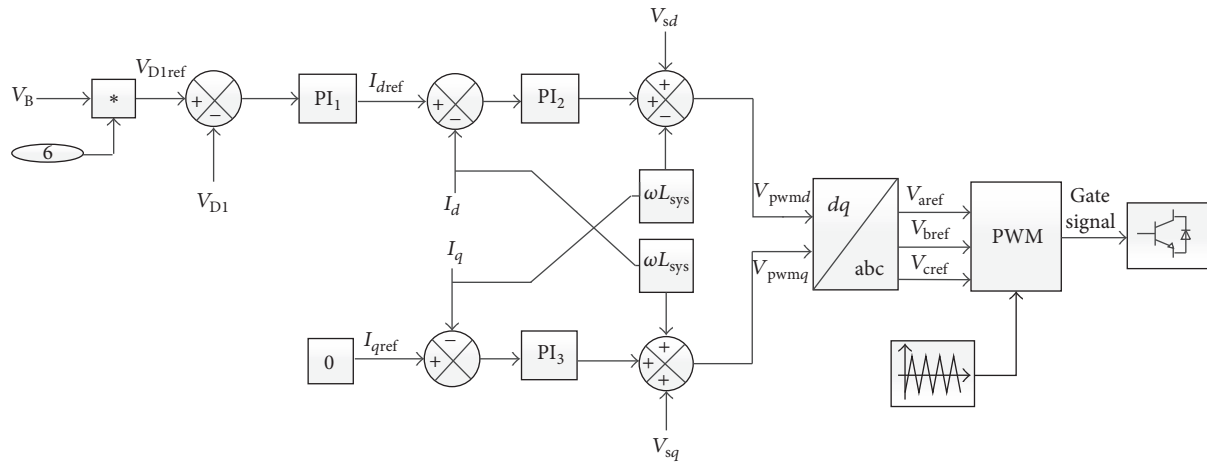 V_sd
V_B
*
V_D1ref
+
−
PI_1
I_dref
+
−
PI_2
+
+
−
6
V_D1
I_d
ωL_sys
V_pwmd
dq
abc
V_aref
V_bref
V_cref
PWM
Gate
signal
I_q
ωL_sys
V_pwmq
0
I_qref
−
+
PI_3
+
+
+
V_sq